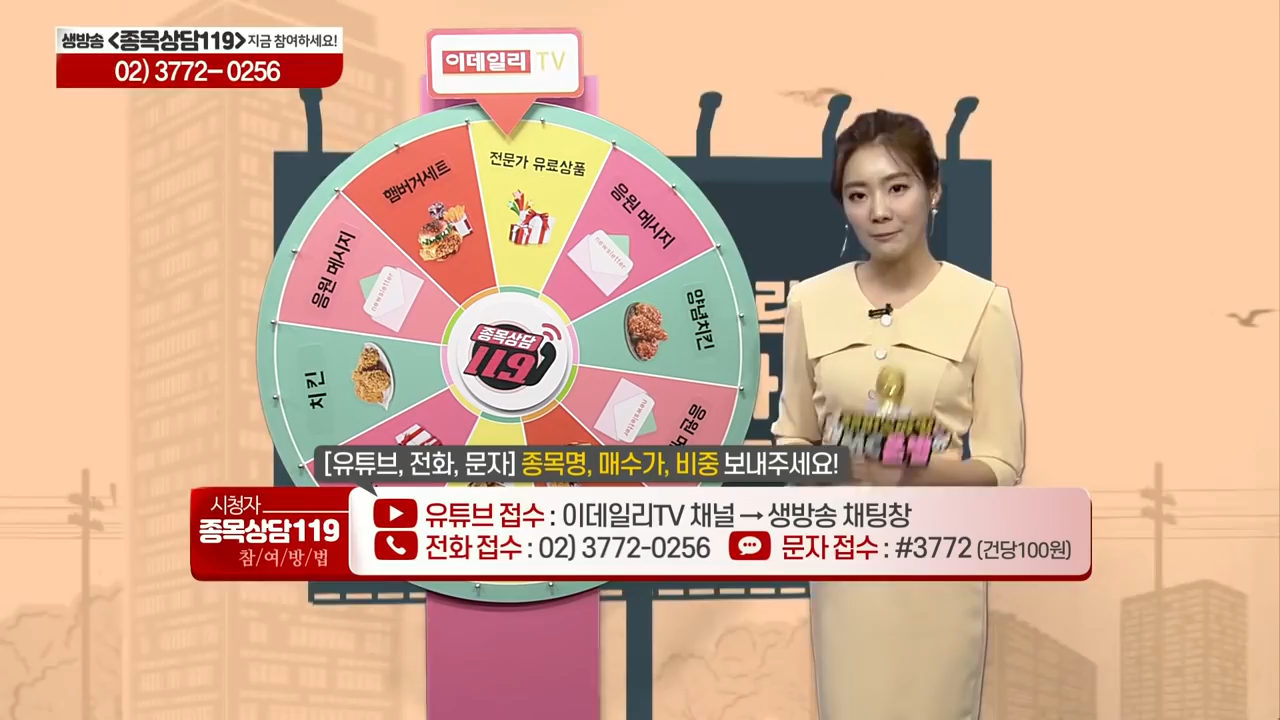 생방송 <종목상담119> 지금 참여하세요!
02) 3772-0256
이데일리 TV
전문가 유료상품
햄버거세트
응원 메시지
newsletter
응원 메시지
newsletter
치킨
양념치킨
종목상담
119
응원 메
newsletter
[유튜브, 전화, 문자] 종목명, 매수가, 비중 보내주세요!
시청자
종목상담119
참/여/방/법
유튜브 접수 : 이데일리TV 채널 → 생방송 채팅창
전화 접수 : 02) 3772-0256
문자 접수 : #3772 (건당100원)